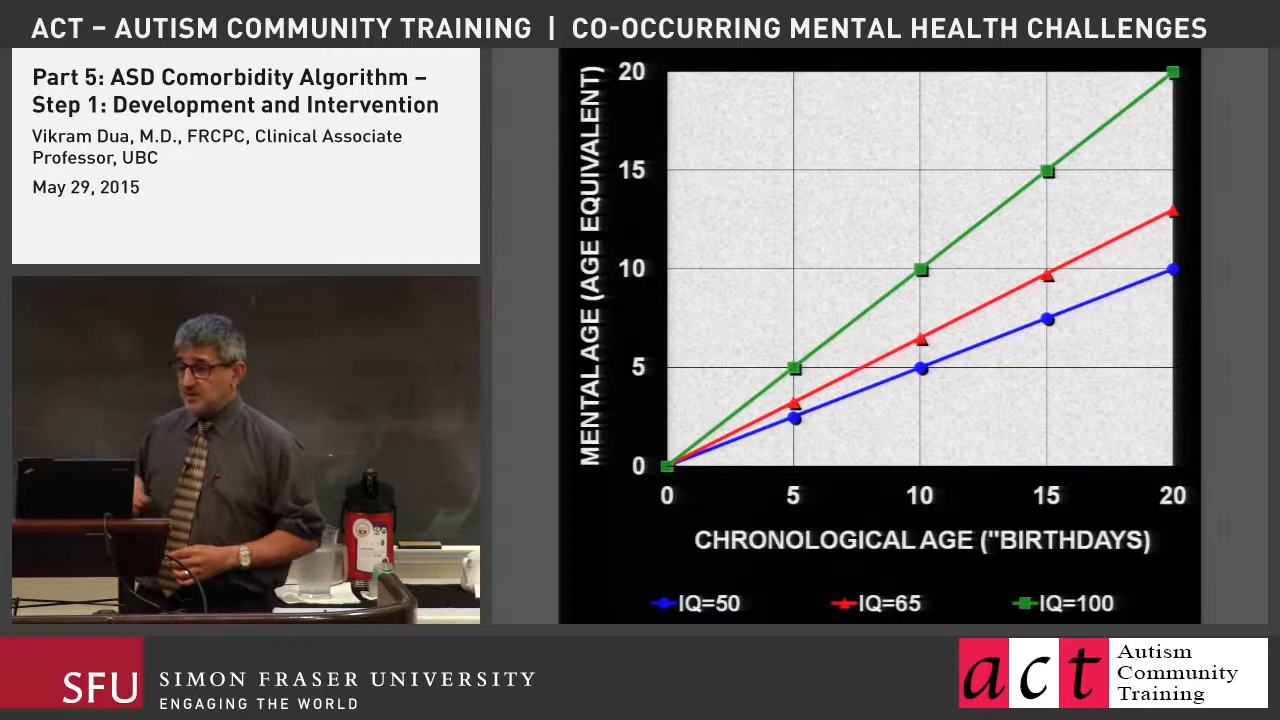 ACT – AUTISM COMMUNITY TRAINING | CO-OCCURRING MENTAL HEALTH CHALLENGES
Part 5: ASD Comorbidity Algorithm –
Step 1: Development and Intervention
Vikram Dua, M.D., FRCPC, Clinical Associate
Professor, UBC
May 29, 2015
MENTAL AGE (AGE EQUIVALENT)
20
15
10
5
0
0 5 10 15 20
CHRONOLOGICAL AGE ("BIRTHDAYS)
IQ=50 IQ=65 IQ=100
SFU
SIMON FRASER UNIVERSITY
ENGAGING THE WORLD
act
Autism
Community
Training